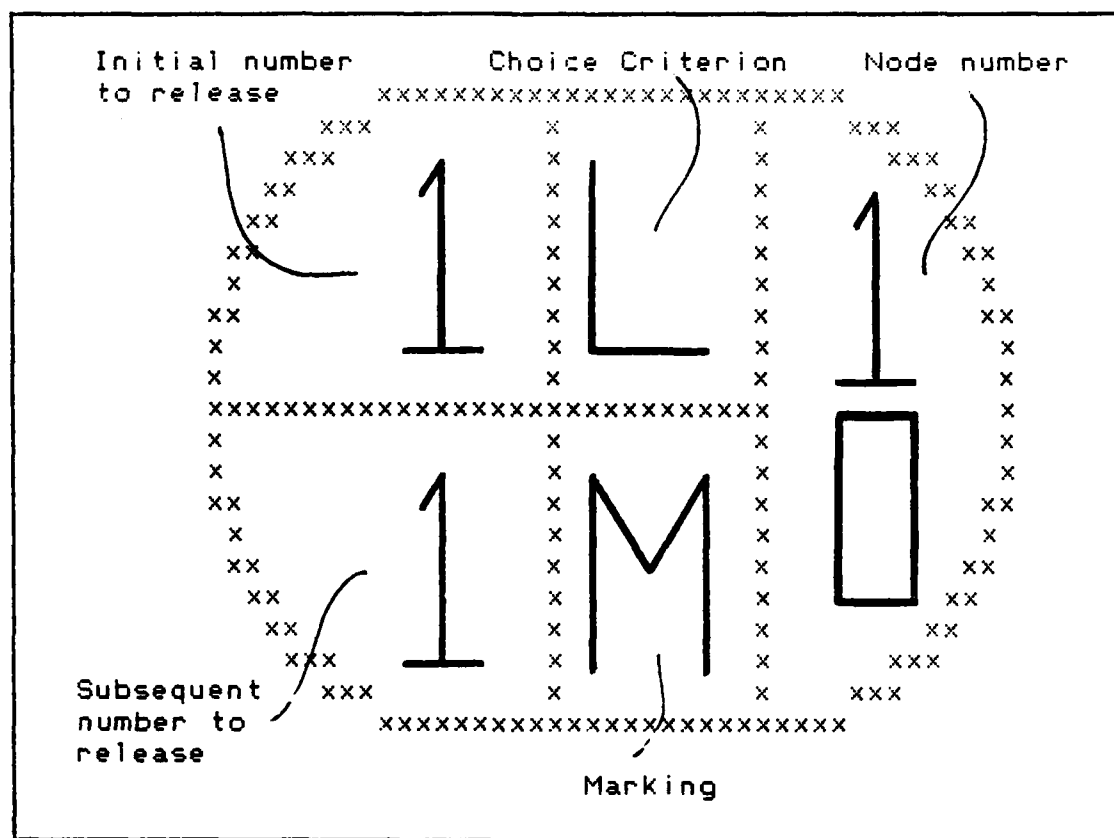 Initial number
to release
Choice Criterion
Node number
1
L
1
0
1
M
Subsequent
number to
release
Marking